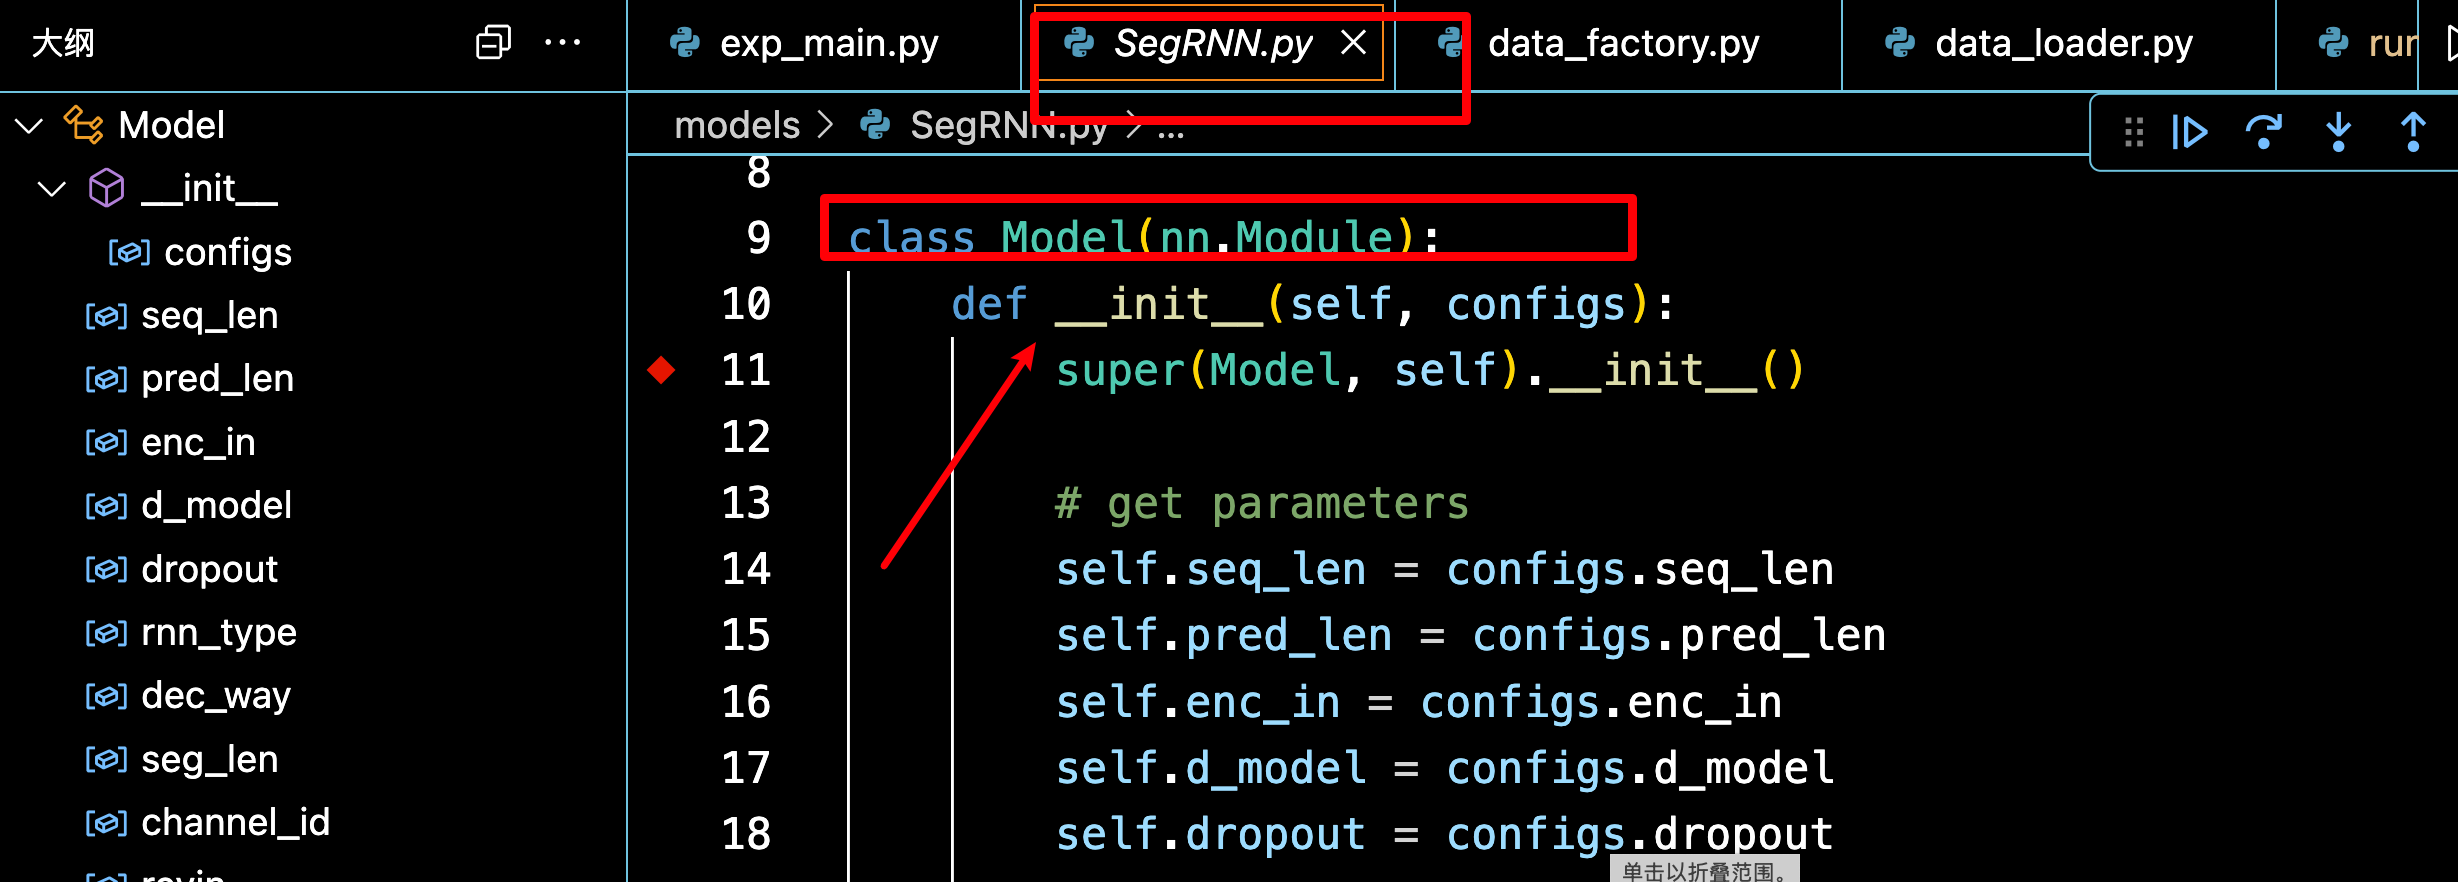 大纲
Model
__init__
configs
seq_len
pred_len
enc_in
d_model
dropout
rnn_type
dec_way
seg_len
channel_id
revin
exp_main.py
SegRNN.py
data_factory.py
data_loader.py
run
models > SegRNN.py > ...
8
9 class Model(nn.Module):
10 def __init__(self, configs):
11 super(Model, self).__init__()
12
13 # get parameters
14 self.seq_len = configs.seq_len
15 self.pred_len = configs.pred_len
16 self.enc_in = configs.enc_in
17 self.d_model = configs.d_model
18 self.dropout = configs.dropout
单击以折叠范围。